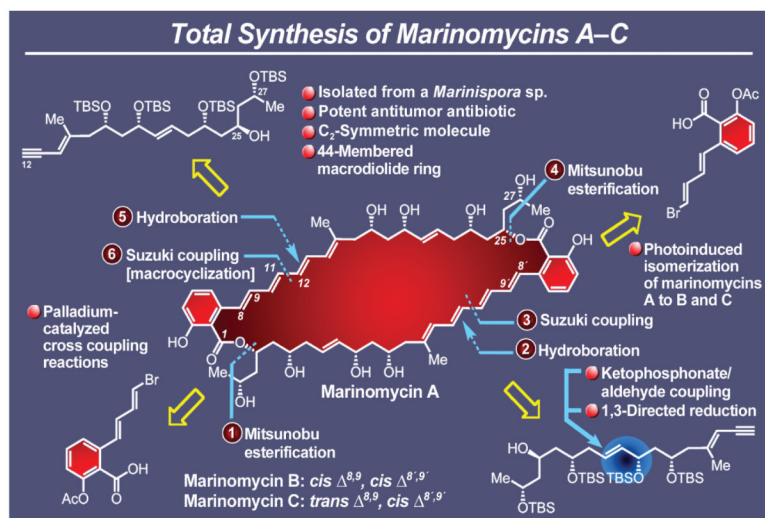 Total Synthesis of Marinomycins A–C
OTBS
27
TBSO OTBS OTBS Me
Me
25 OH
12
Isolated from a Marinispora sp.
Potent antitumor antibiotic
C2-Symmetric molecule
44-Membered
macrodiolide ring
O OAc
HO
Br
4 Mitsunobu
esterification
5 Hydroboration
6 Suzuki coupling
[macrocyclization]
OH
27
Me
Me OH OH OH
25 O O
OH
8´
9´
11
12
9
8
1
HO
O O
Me
OH
OH OH OH Me
Photoinduced
isomerization
of marinomycins
A to B and C
Palladium-
catalyzed
cross coupling
reactions
3 Suzuki coupling
2 Hydroboration
Marinomycin A
Ketophosphonate/
aldehyde coupling
1,3-Directed reduction
Br
OH
AcO O
1 Mitsunobu
esterification
HO
Me
Me OTBS TBSO OTBS
OTBS
Marinomycin B: cis Δ8,9, cis Δ8´,9´
Marinomycin C: trans Δ8,9, cis Δ8´,9´